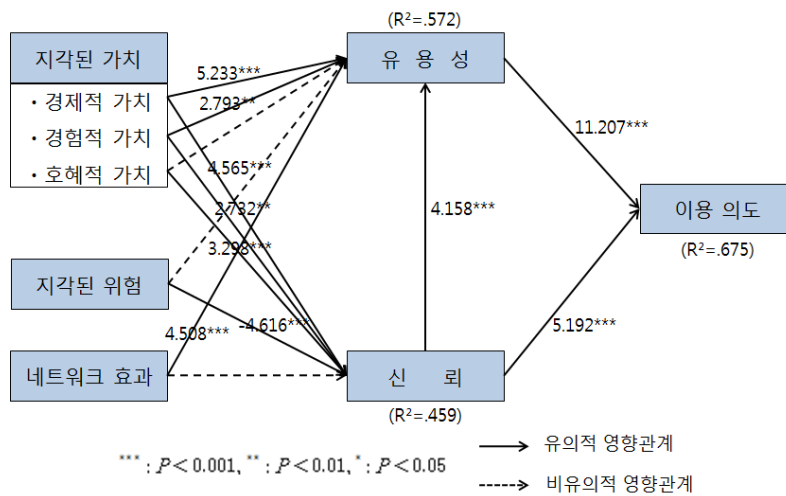 (R²=.572)
지각된 가치
유 용 성
5.233***
・경제적 가치
2.793**
・경험적 가치
11.207***
・호혜적 가치
4.565***
2.732**
4.158***
이용 의도
3.298***
(R²=.675)
지각된 위험
4.508***
-4.616***
5.192***
네트워크 효과
신 뢰
(R²=.459)
유의적 영향관계
*** : P<0.001, ** : P<0.01, * : P<0.05
비유의적 영향관계